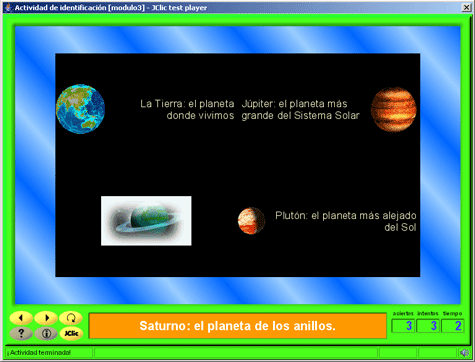 Actividad de identificación [modulo3] - JClic test player
La Tierra: el planeta
donde vivimos
Júpiter: el planeta más
grande del Sistema Solar
Plutón: el planeta más alejado
del Sol
Saturno: el planeta de los anillos.
JClic
aciertos intentos tiempo
3 3 2
¡Actividad terminada!